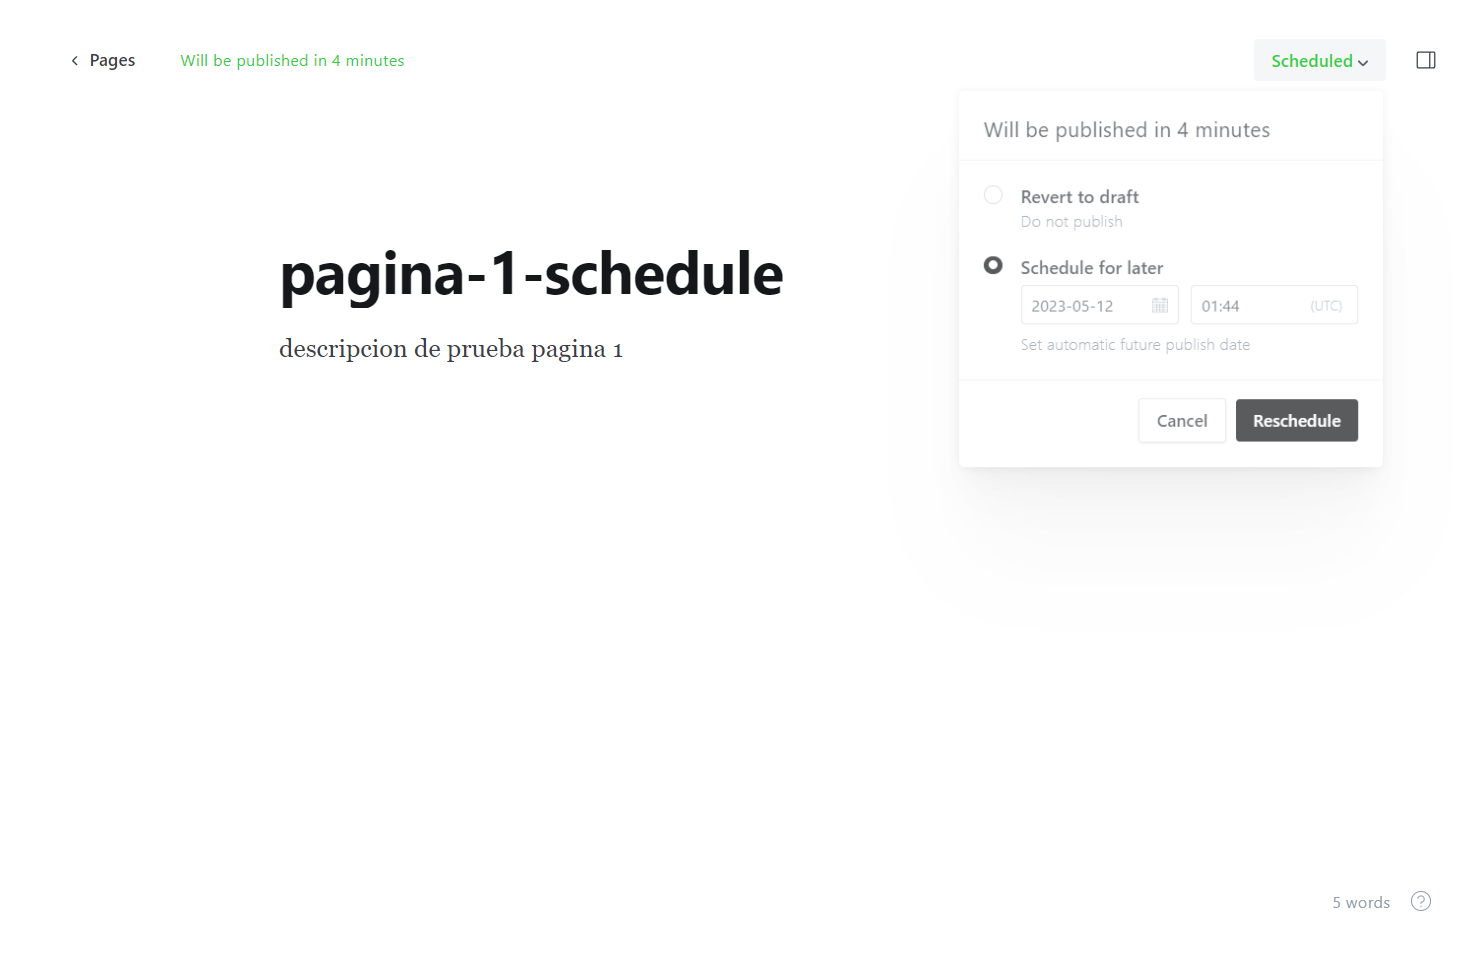 Pages
Will be published in 4 minutes
Scheduled
Will be published in 4 minutes
Revert to draft
Do not publish
Schedule for later
2023-05-12
01:44
(UTC)
Set automatic future publish date
Cancel
Reschedule
pagina-1-schedule
descripcion de prueba pagina 1
5 words
?